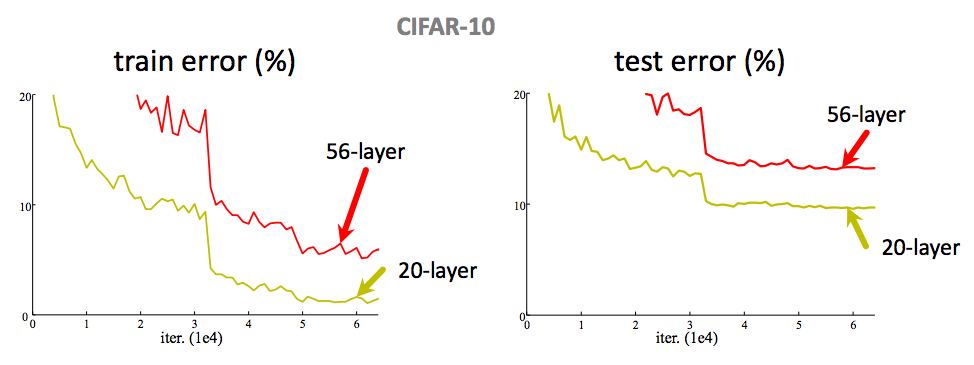 CIFAR-10
train error (%)
20
10
0
56-layer
20-layer
0 1 2 3 4 5 6
iter. (1e4)
test error (%)
20
10
0
56-layer
20-layer
0 1 2 3 4 5 6
iter. (1e4)